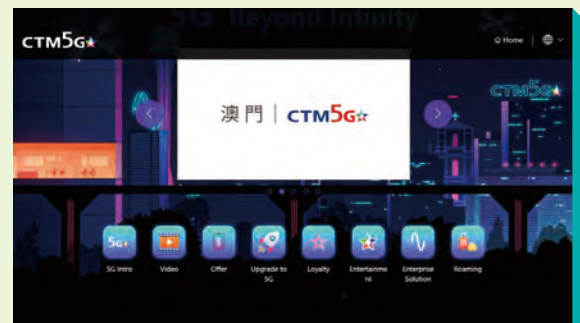 5G Beyond Infinity
CTM5G★
Home
CTM5G☆
澳門 | CTM5G☆
5G+
5G Intro
Video
Offer
Upgrade to
5G
Loyalty
Entertainme
nt
Enterprise
Solution
Roaming